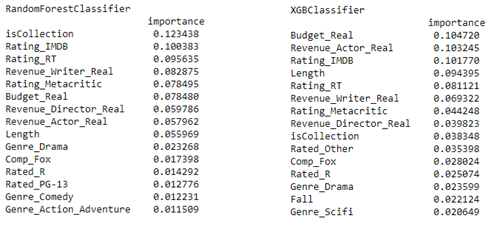 RandomForestClassifier
importance
isCollection 0.123438
Rating_IMDB 0.100383
Rating_RT 0.095635
Revenue_Writer_Real 0.082875
Rating_Metacritic 0.078495
Budget_Real 0.078480
Revenue_Director_Real 0.059786
Revenue_Actor_Real 0.057962
Length 0.055969
Genre_Drama 0.023268
Comp_Fox 0.017398
Rated_R 0.014292
Rated_PG-13 0.012776
Genre_Comedy 0.012231
Genre_Action_Adventure 0.011509
XGBClassifier
importance
Budget_Real 0.104720
Revenue_Actor_Real 0.103245
Rating_IMDB 0.101770
Length 0.094395
Rating_RT 0.081121
Revenue_Writer_Real 0.069322
Rating_Metacritic 0.044248
Revenue_Director_Real 0.039823
isCollection 0.038348
Rated_Other 0.035398
Comp_Fox 0.028024
Rated_R 0.025074
Genre_Drama 0.023599
Fall 0.022124
Genre_Scifi 0.020649